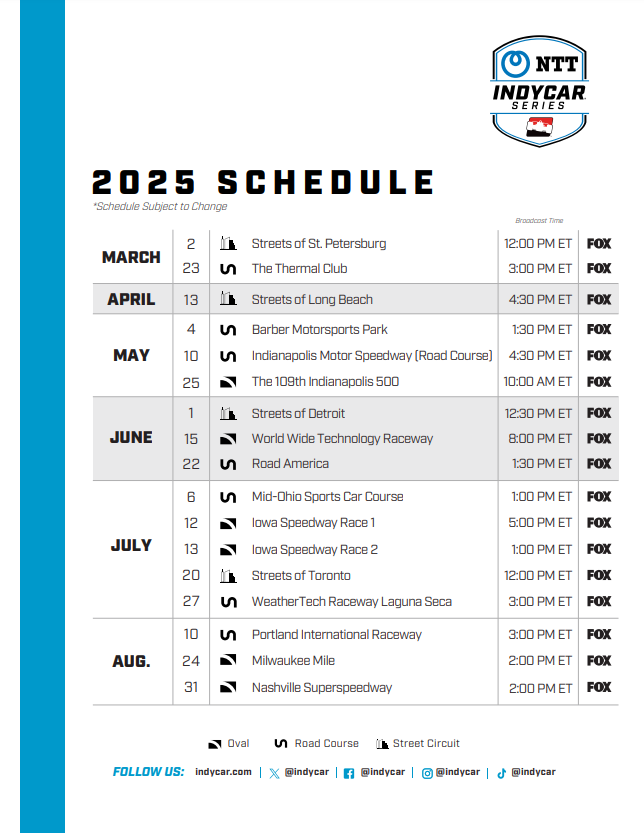 NTT
INDYCAR
SERIES
2025 SCHEDULE
*Schedule Subject to Change
Broadcast Time
MARCH
2 Streets of St. Petersburg 12:00 PM ET FOX
23 The Thermal Club 3:00 PM ET FOX
APRIL 13 Streets of Long Beach 4:30 PM ET FOX
MAY
4 Barber Motorsports Park 1:30 PM ET FOX
10 Indianapolis Motor Speedway (Road Course) 4:30 PM ET FOX
25 The 109th Indianapolis 500 10:00 AM ET FOX
JUNE
1 Streets of Detroit 12:30 PM ET FOX
15 World Wide Technology Raceway 8:00 PM ET FOX
22 Road America 1:30 PM ET FOX
JULY
6 Mid-Ohio Sports Car Course 1:00 PM ET FOX
12 Iowa Speedway Race 1 5:00 PM ET FOX
13 Iowa Speedway Race 2 1:00 PM ET FOX
20 Streets of Toronto 12:00 PM ET FOX
27 WeatherTech Raceway Laguna Seca 3:00 PM ET FOX
AUG.
10 Portland International Raceway 3:00 PM ET FOX
24 Milwaukee Mile 2:00 PM ET FOX
31 Nashville Superspeedway 2:00 PM ET FOX
Oval Road Course Street Circuit
FOLLOW US: indycar.com | @indycar | @indycar | @indycar | @indycar